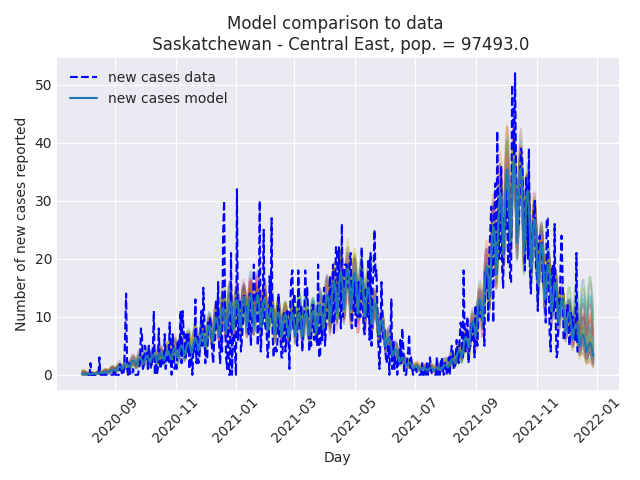 Model comparison to data
Saskatchewan - Central East, pop. = 97493.0
new cases data
new cases model
Number of new cases reported
50
40
30
20
10
0
2020-09
2020-11
2021-01
2021-03
2021-05
2021-07
2021-09
2021-11
2022-01
Day